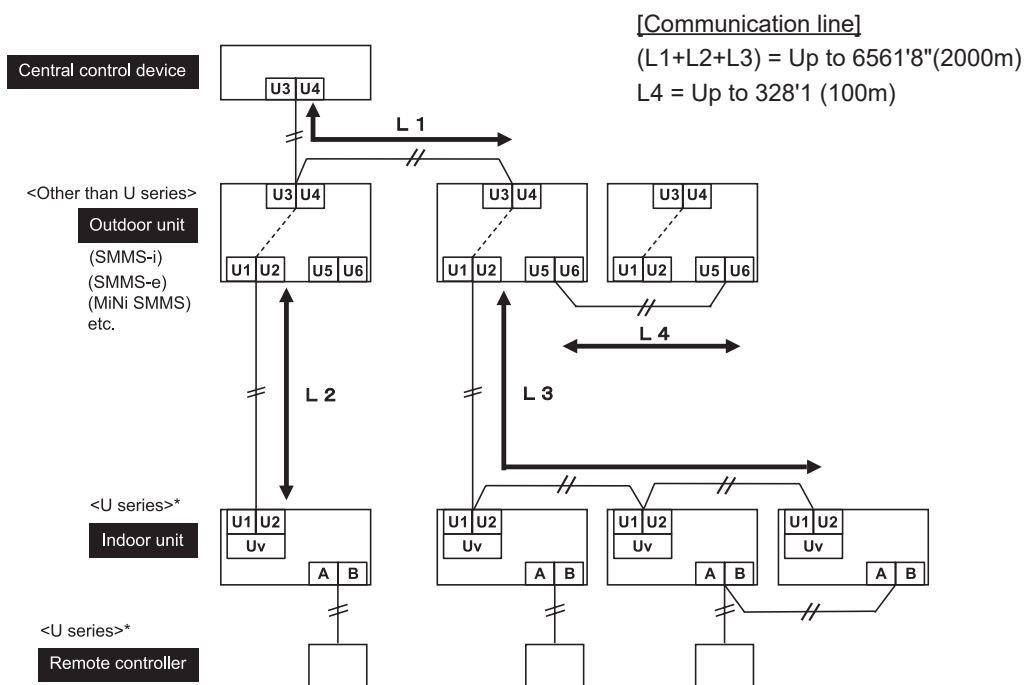 [Communication line]
(L1+L2+L3) = Up to 6561'8"(2000m)
L4 = Up to 328'1 (100m)
Central control device
U3 U4
L 1
<Other than U series>
Outdoor unit
(SMMS-i)
(SMMS-e)
(MiNi SMMS)
etc.
U3 U4
U3 U4
U3 U4
U1 U2
U5 U6
U1 U2
U5 U6
U1 U2
U5 U6
L 4
L 2
L 3
<U series>*
Indoor unit
U1 U2
Uv
A B
U1 U2
Uv
A B
U1 U2
Uv
A B
U1 U2
Uv
A B
<U series>*
Remote controller